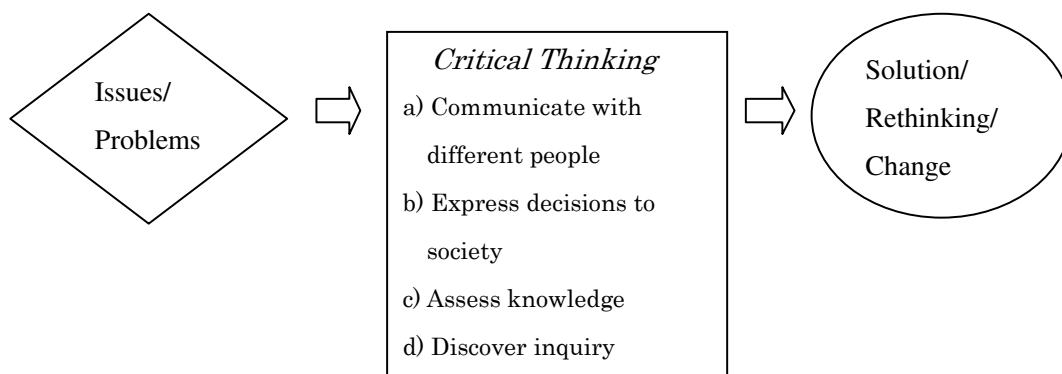 Issues/
Problems
Critical Thinking
a) Communicate with
different people
b) Express decisions to
society
c) Assess knowledge
d) Discover inquiry
Solution/
Rethinking/
Change